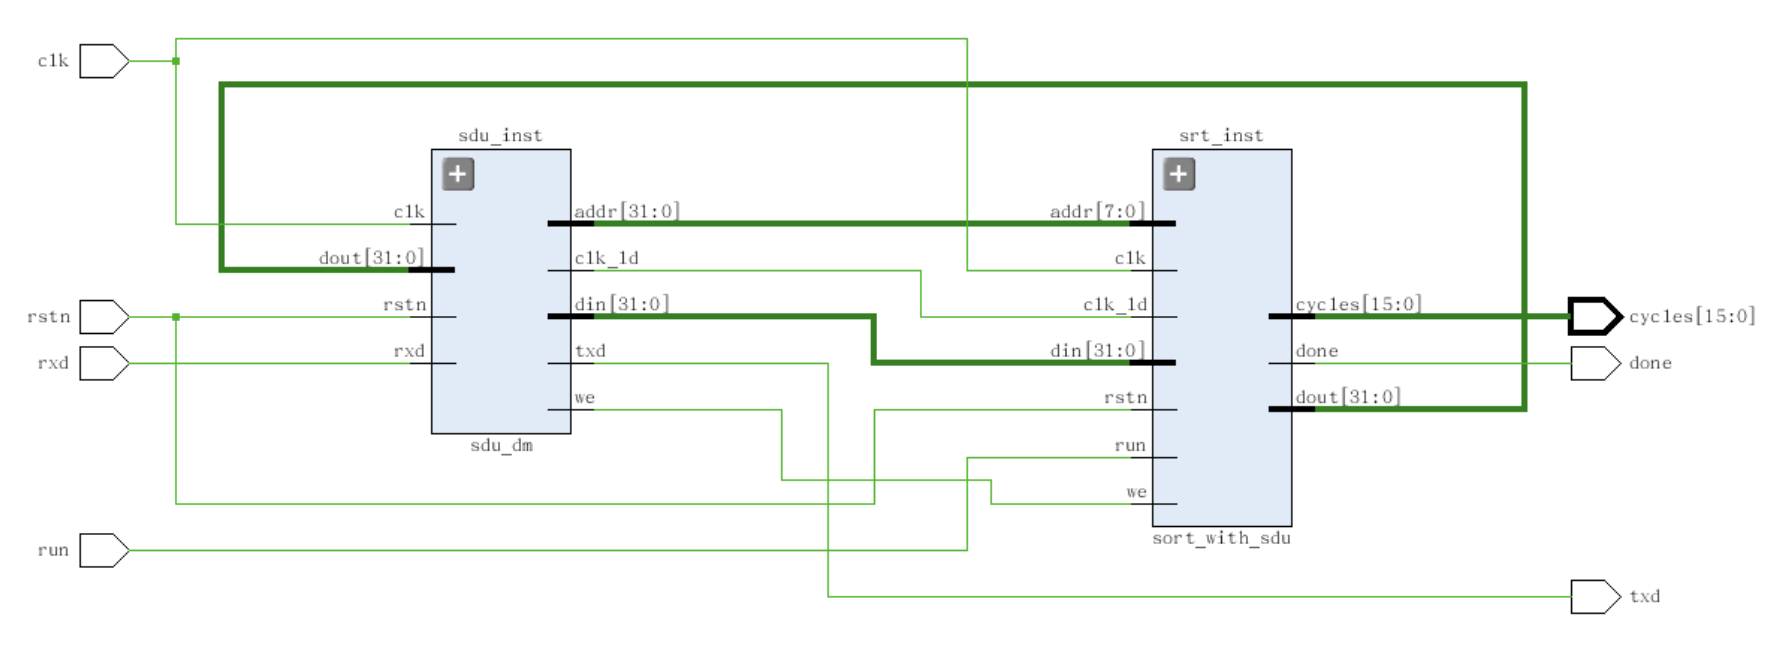 clk
sdu_inst
srt_inst
clk
addr[31:0]
addr[7:0]
dout[31:0]
clk_ld
clk
rstn
rstn
din[31:0]
clk_ld
cycles[15:0]
cycles[15:0]
rxd
rxd
txd
din[31:0]
done
done
we
rstn
dout[31:0]
sdu_dm
run
we
run
sort_with_sdu
txd